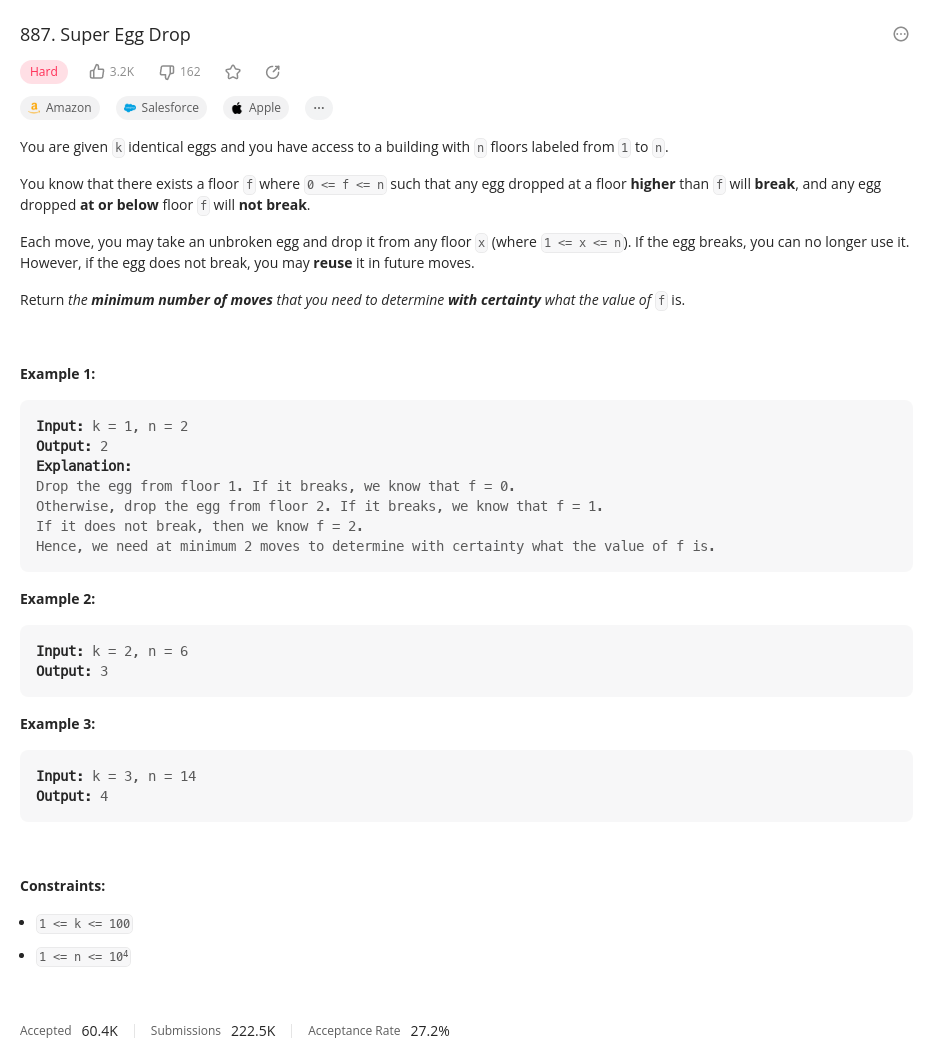 887. Super Egg Drop
Hard 3.2K 162
Amazon Salesforce Apple ...
You are given k identical eggs and you have access to a building with n floors labeled from 1 to n.
You know that there exists a floor f where 0 <= f <= n such that any egg dropped at a floor higher than f will break, and any egg
dropped at or below floor f will not break.
Each move, you may take an unbroken egg and drop it from any floor x (where 1 <= x <= n). If the egg breaks, you can no longer use it.
However, if the egg does not break, you may reuse it in future moves.
Return the minimum number of moves that you need to determine with certainty what the value of f is.
Example 1:
Input: k = 1, n = 2
Output: 2
Explanation:
Drop the egg from floor 1. If it breaks, we know that f = 0.
Otherwise, drop the egg from floor 2. If it breaks, we know that f = 1.
If it does not break, then we know f = 2.
Hence, we need at minimum 2 moves to determine with certainty what the value of f is.
Example 2:
Input: k = 2, n = 6
Output: 3
Example 3:
Input: k = 3, n = 14
Output: 4
Constraints:
• 1 <= k <= 100
• 1 <= n <= 10⁴
Accepted 60.4K Submissions 222.5K Acceptance Rate 27.2%